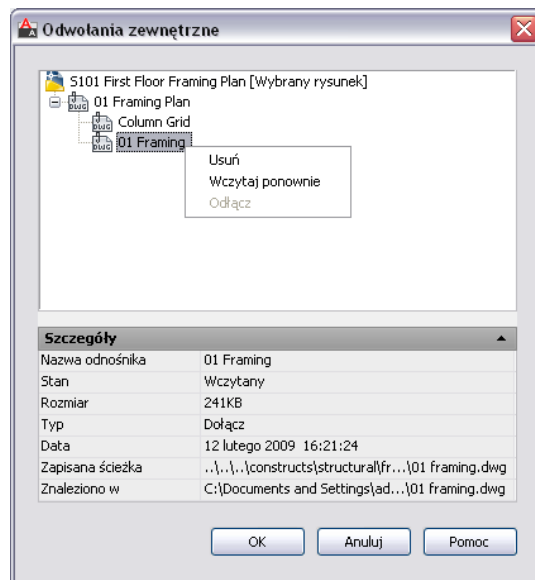 Odwołania zewnętrzne
S101 First Floor Framing Plan [Wybrany rysunek]
01 Framing Plan
Column Grid
01 Framing
Usuń
Wczytaj ponownie
Odłącz
Szczegóły
Nazwa odnośnika 01 Framing
Stan Wczytany
Rozmiar 241KB
Typ Dołącz
Data 12 lutego 2009 16:21:24
Zapisana ścieżka ..\..\..\constructs\structural\fr...\01 framing.dwg
Znaleziono w C:\Documents and Settings\ad...\01 framing.dwg
OK Anuluj Pomoc